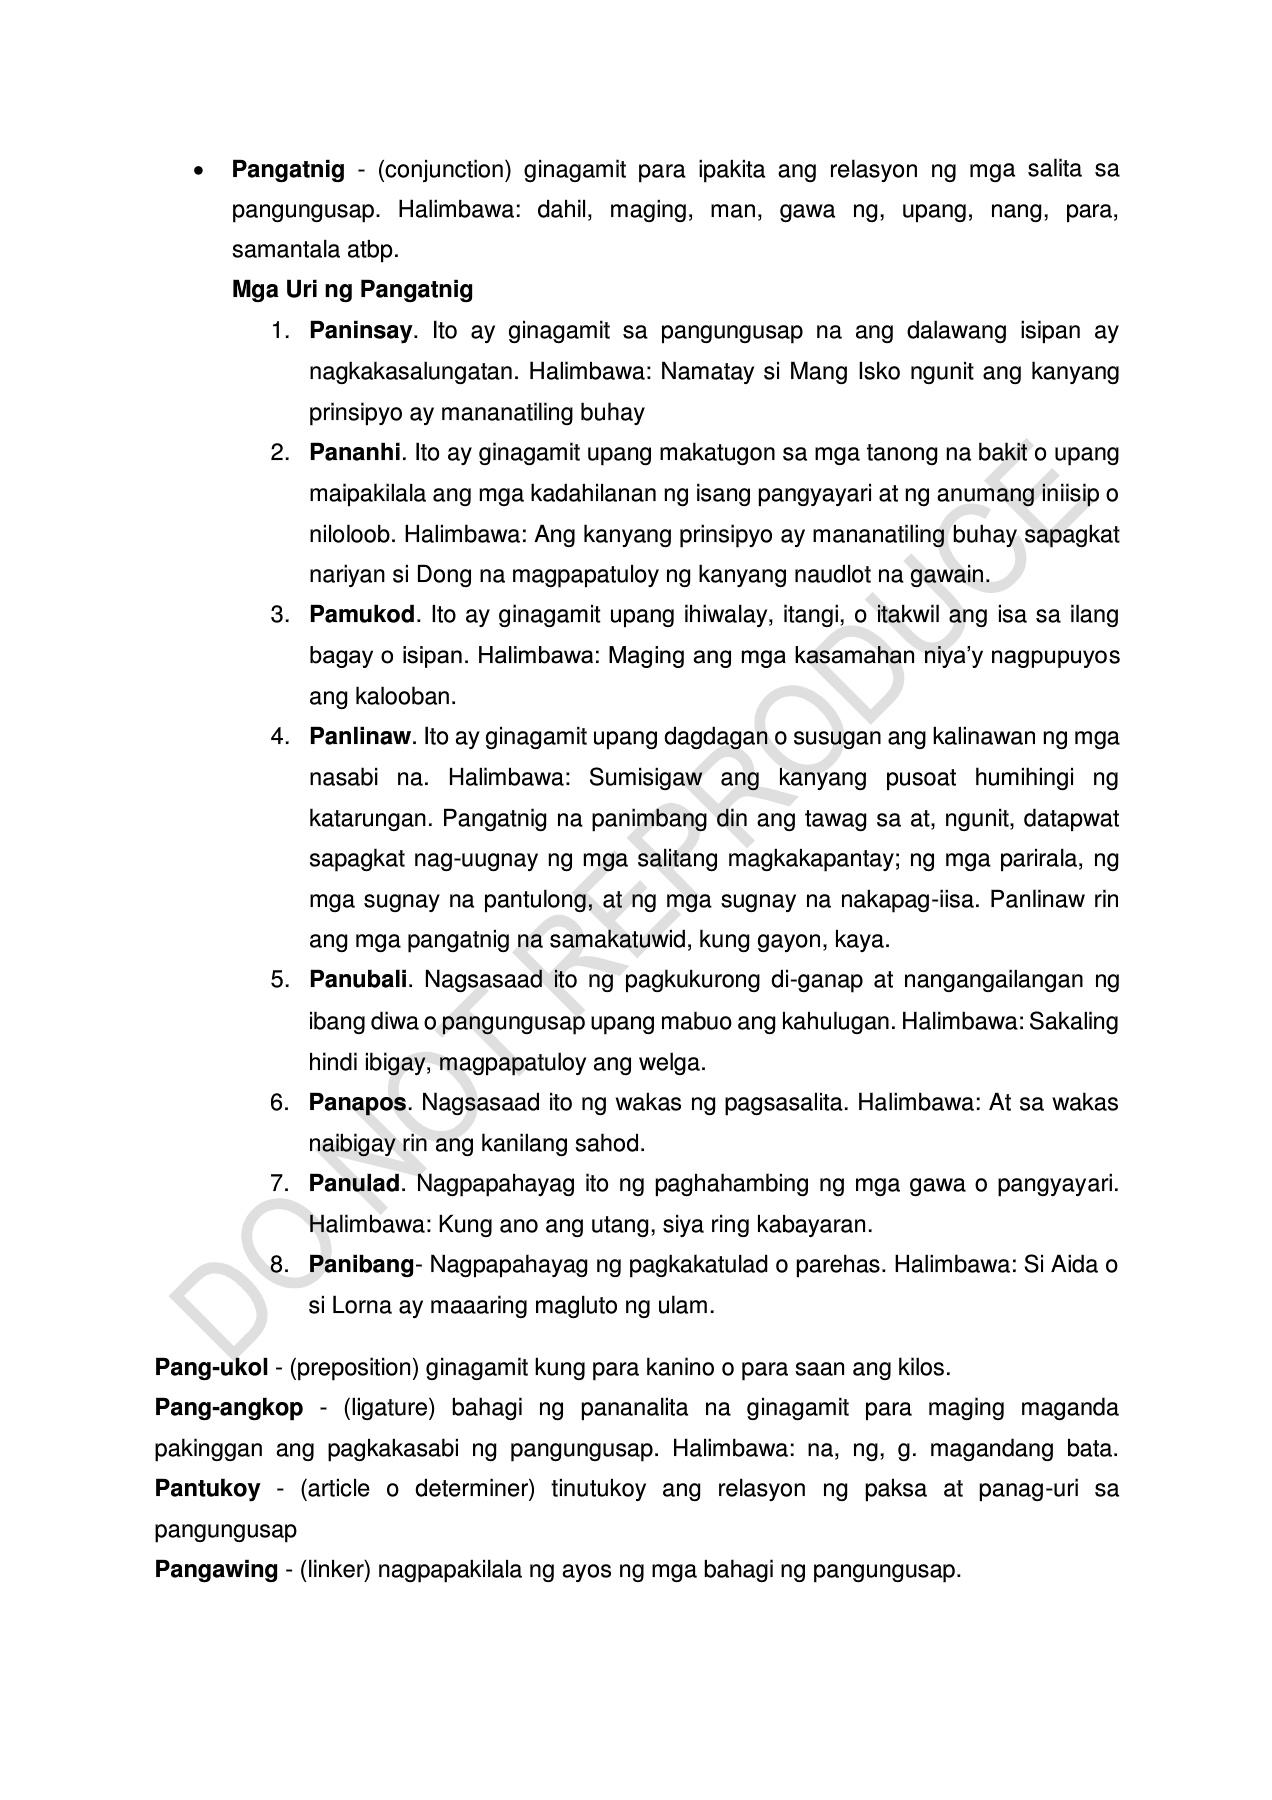 • Pangatnig - (conjunction) ginagamit para ipakita ang relasyon ng mga salita sa
pangungusap. Halimbawa: dahil, maging, man, gawa ng, upang, nang, para,
samantala atbp.
Mga Uri ng Pangatnig
1. Paninsay. Ito ay ginagamit sa pangungusap na ang dalawang isipan ay
nagkakasalungatan. Halimbawa: Namatay si Mang Isko ngunit ang kanyang
prinsipyo ay mananatiling buhay
2. Pananhi. Ito ay ginagamit upang makatugon sa mga tanong na bakit o upang
maipakilala ang mga kadahilanan ng isang pangyayari at ng anumang iniisip o
niloloob. Halimbawa: Ang kanyang prinsipyo ay mananatiling buhay sapagkat
nariyan si Dong na magpapatuloy ng kanyang naudlot na gawain.
3. Pamukod. Ito ay ginagamit upang ihiwalay, itangi, o itakwil ang isa sa ilang
bagay o isipan. Halimbawa: Maging ang mga kasamahan niya’y nagpupuyos
ang kalooban.
4. Panlinaw. Ito ay ginagamit upang dagdagan o susugan ang kalinawan ng mga
nasabi na. Halimbawa: Sumisigaw ang kanyang pusoat humihingi ng
katarungan. Pangatnig na panimbang din ang tawag sa at, ngunit, datapwat
sapagkat nag-uugnay ng mga salitang magkakapantay; ng mga parirala, ng
mga sugnay na pantulong, at ng mga sugnay na nakapag-iisa. Panlinaw rin
ang mga pangatnig na samakatuwid, kung gayon, kaya.
5. Panubali. Nagsasaad ito ng pagkukurong di-ganap at nangangailangan ng
ibang diwa o pangungusap upang mabuo ang kahulugan. Halimbawa: Sakaling
hindi ibigay, magpapatuloy ang welga.
6. Panapos. Nagsasaad ito ng wakas ng pagsasalita. Halimbawa: At sa wakas
naibigay rin ang kanilang sahod.
7. Panulad. Nagpapahayag ito ng paghahambing ng mga gawa o pangyayari.
Halimbawa: Kung ano ang utang, siya ring kabayaran.
8. Panibang- Nagpapahayag ng pagkakatulad o parehas. Halimbawa: Si Aida o
si Lorna ay maaaring magluto ng ulam.
Pang-ukol - (preposition) ginagamit kung para kanino o para saan ang kilos.
Pang-angkop - (ligature) bahagi ng pananalita na ginagamit para maging maganda
pakinggan ang pagkakasabi ng pangungusap. Halimbawa: na, ng, g. magandang bata.
Pantukoy - (article o determiner) tinutukoy ang relasyon ng paksa at panag-uri sa
pangungusap
Pangawing - (linker) nagpapakilala ng ayos ng mga bahagi ng pangungusap.
DO NOT REPRODUCE